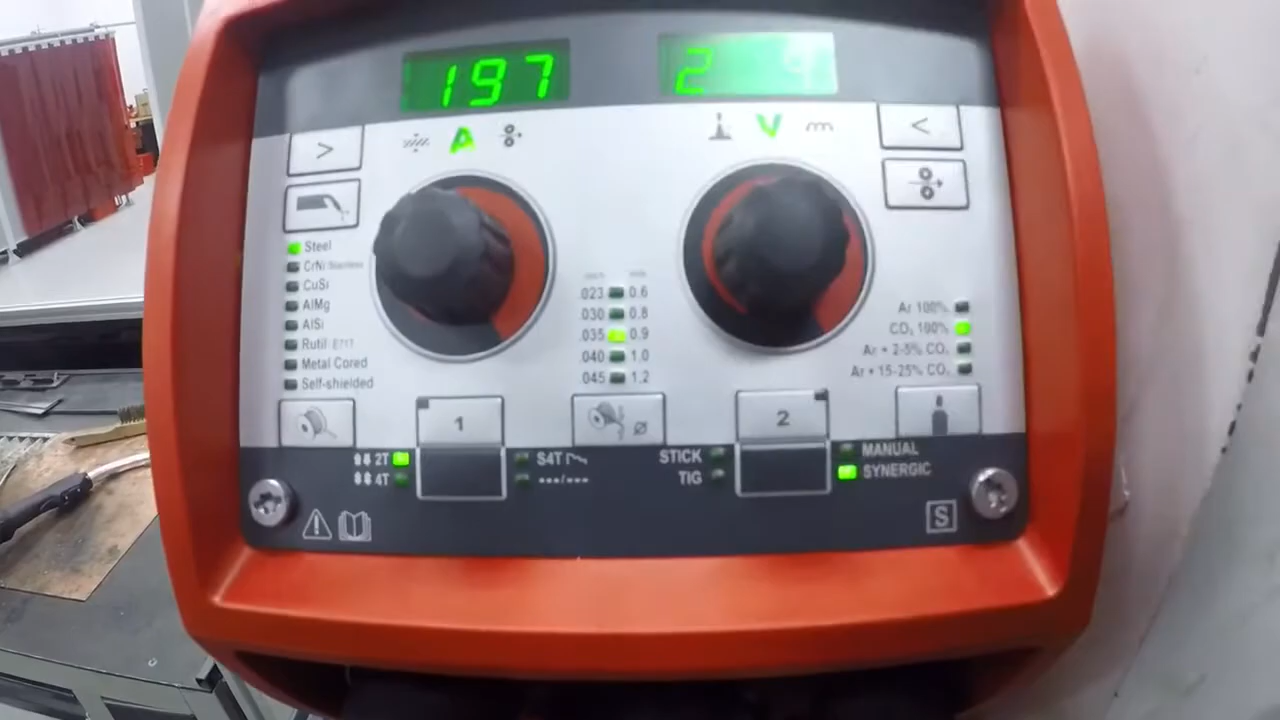 197
2
A
V
>
<
Steel
CrNi Stainless
CuSi
AlMg
AlSi
Rutil E71T
Metal Cored
Self-shielded
.023 0.6
.030 0.8
.035 0.9
.040 1.0
.045 1.2
Ar 100%
CO₂ 100%
Ar + 2-5% CO₂
Ar + 15-25% CO₂
1
Ø
2
2T
4T
S4T
STICK
TIG
MANUAL
SYNERGIC
S